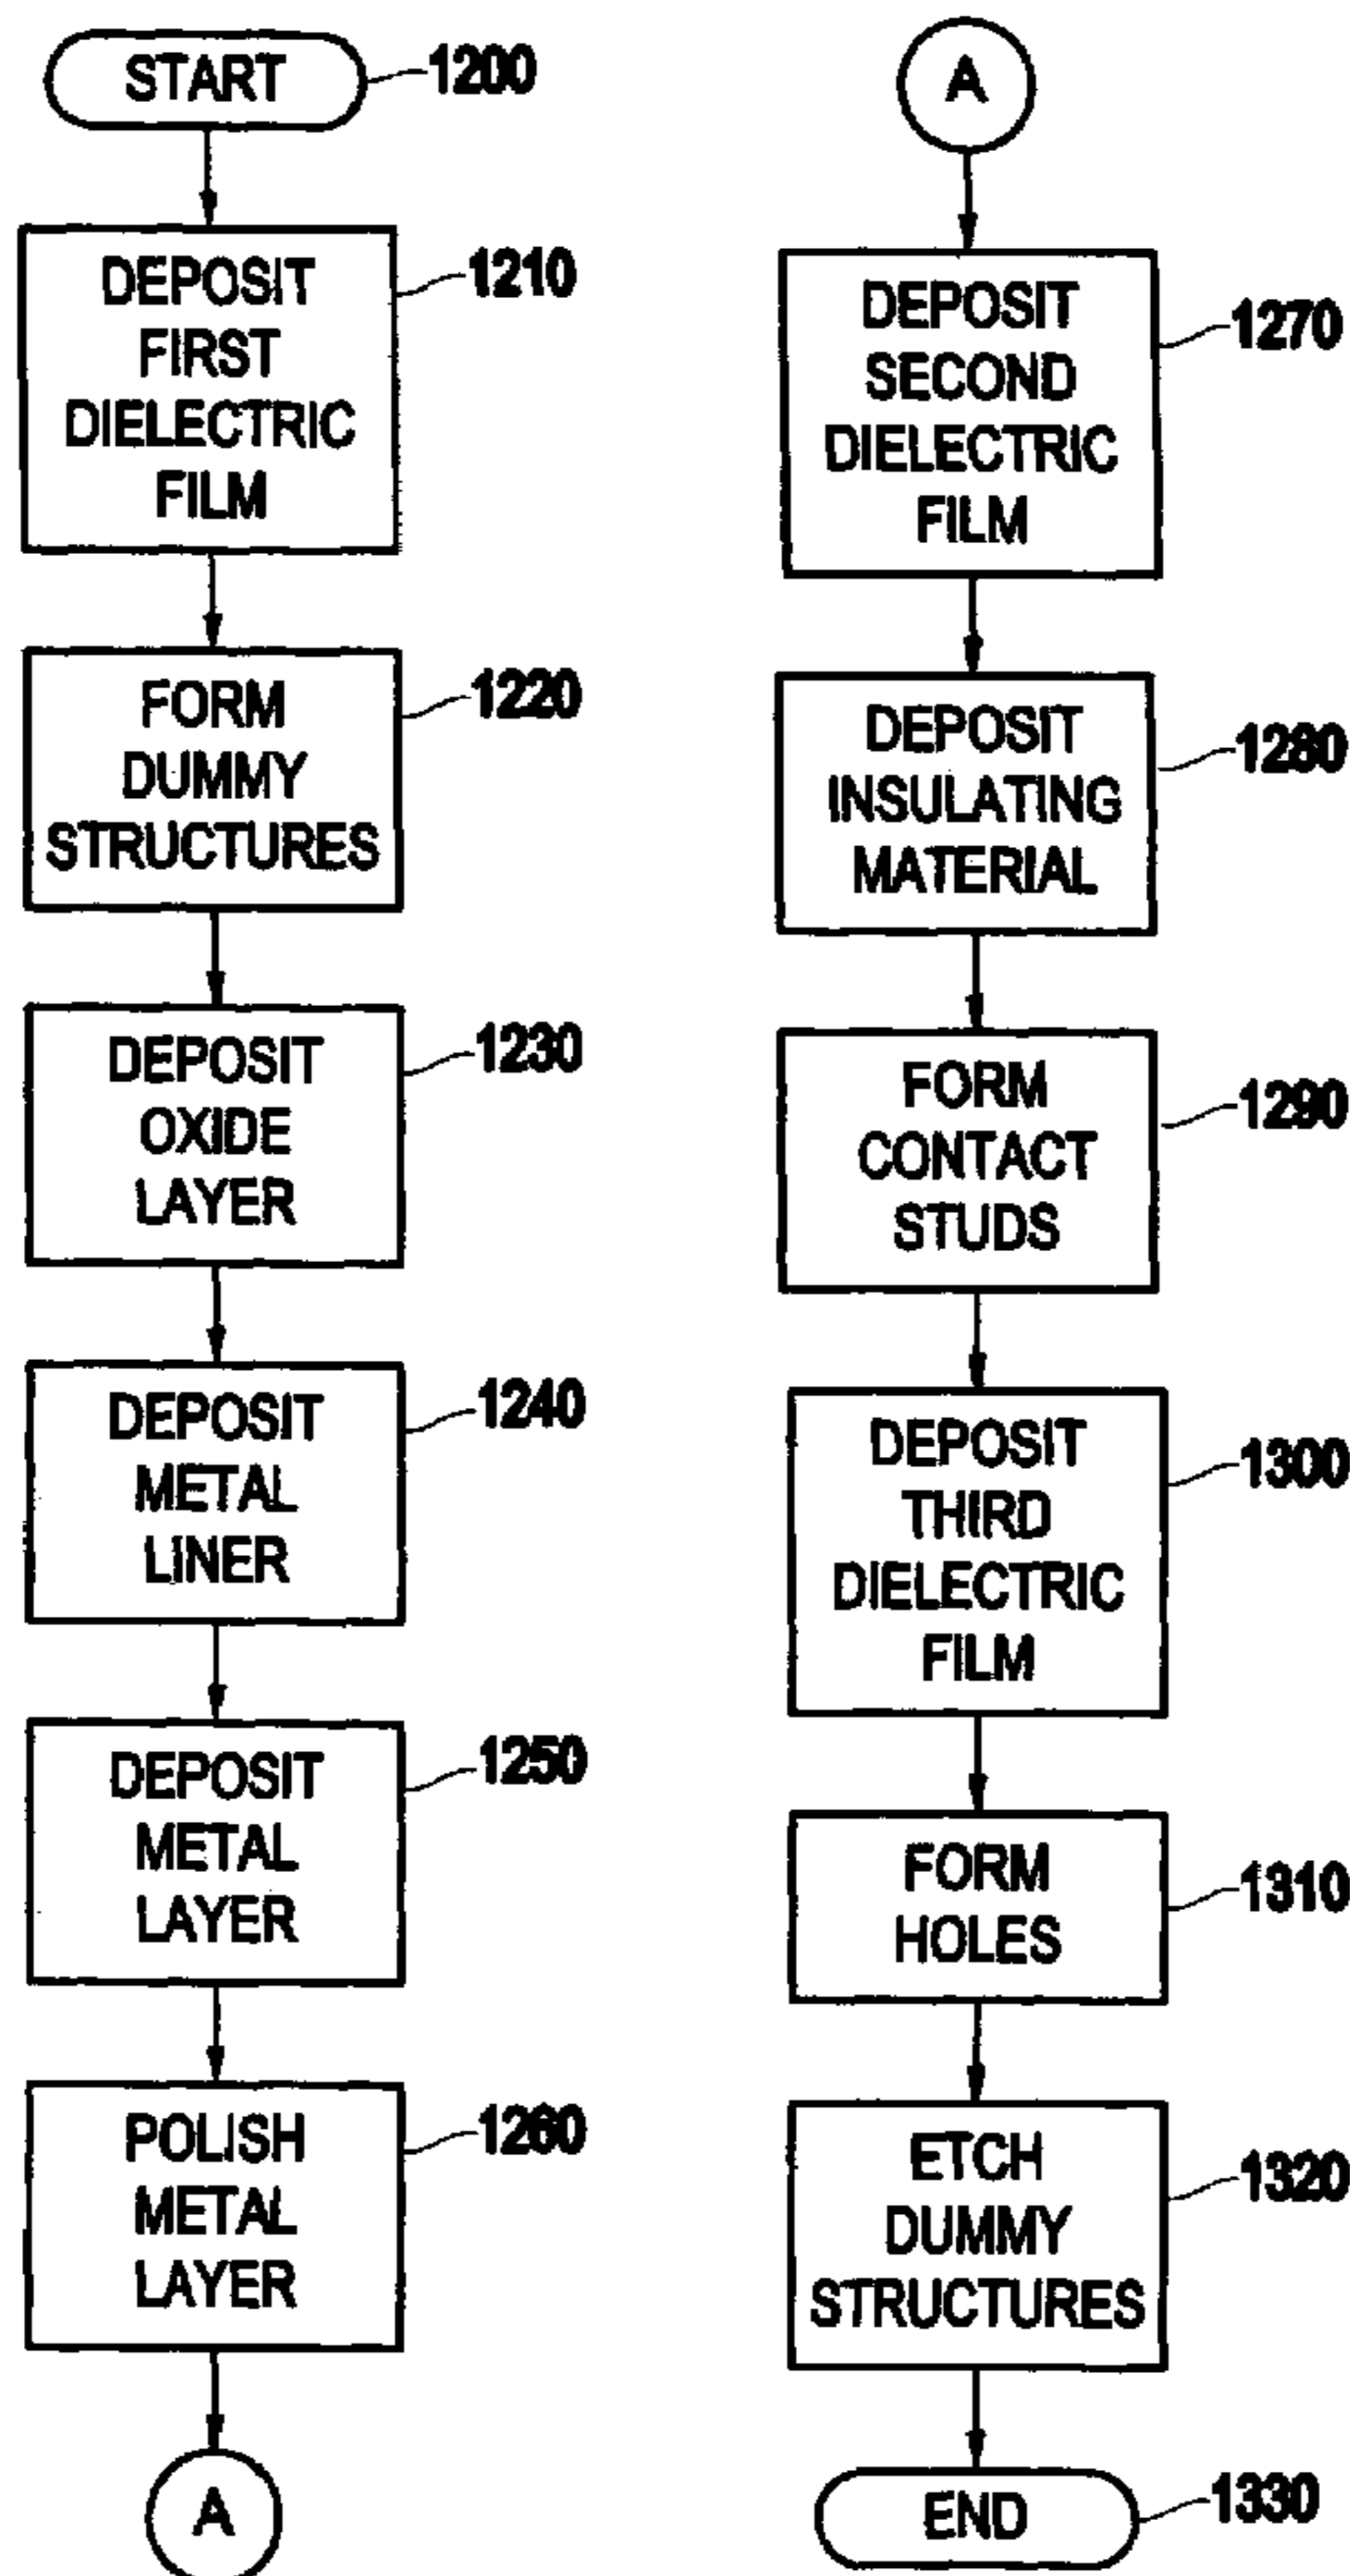 START
1200
DEPOSIT
FIRST
DIELECTRIC
FILM
1210
FORM
DUMMY
STRUCTURES
1220
DEPOSIT
OXIDE
LAYER
1230
DEPOSIT
METAL
LINER
1240
DEPOSIT
METAL
LAYER
1250
POLISH
METAL
LAYER
1260
A
A
DEPOSIT
SECOND
DIELECTRIC
FILM
1270
DEPOSIT
INSULATING
MATERIAL
1280
FORM
CONTACT
STUDS
1290
DEPOSIT
THIRD
DIELECTRIC
FILM
1300
FORM
HOLES
1310
ETCH
DUMMY
STRUCTURES
1320
END
1330